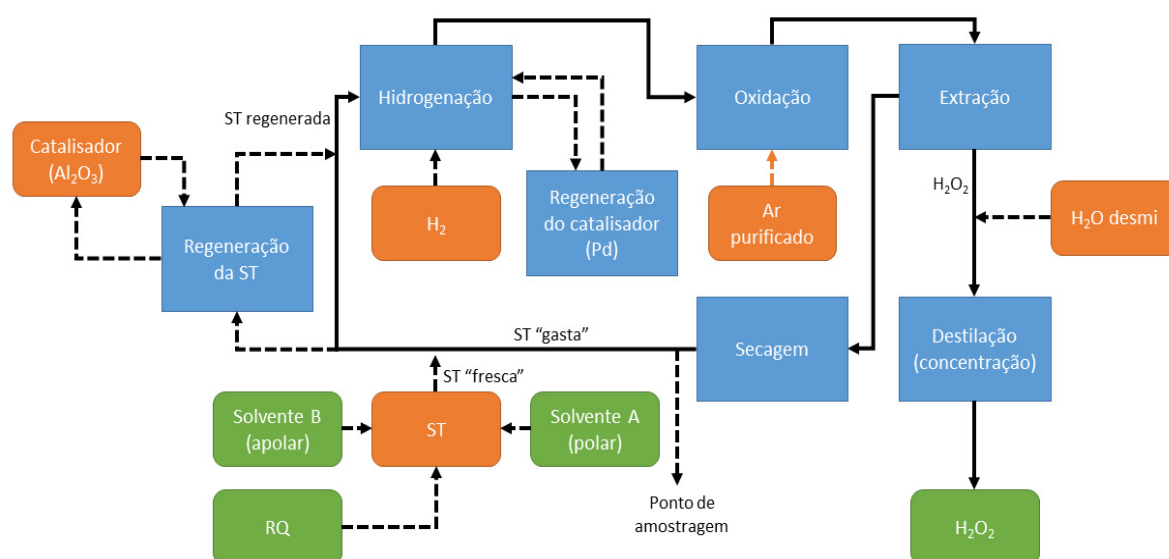 Hidrogenação
Oxidação
Extração
ST regenerada
Catalisador
(Al₂O₃)
H₂
Regeneração
do catalisador
(Pd)
Ar
purificado
H₂O₂
H₂O desmi
Regeneração
da ST
ST “gasta”
Secagem
Destilação
(concentração)
ST “fresca”
Solvente B
(apolar)
ST
Solvente A
(polar)
RQ
Ponto de
amostragem
H₂O₂